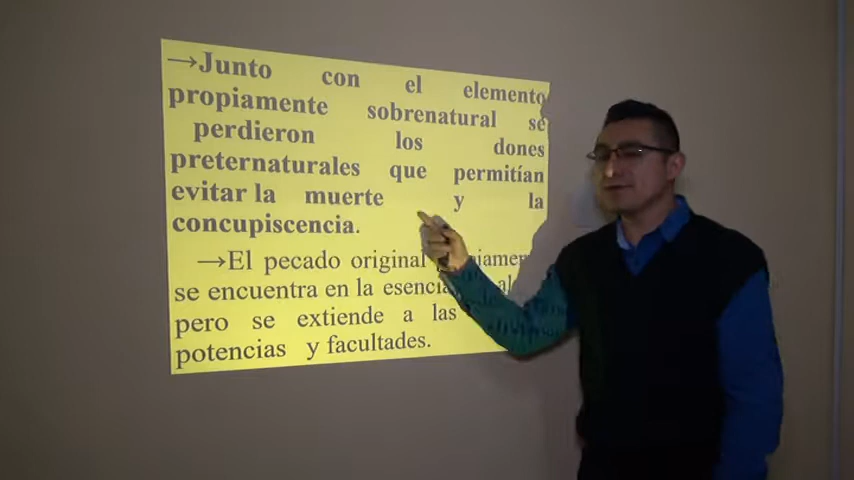 →Junto con el elemento
propiamente sobrenatural se
perdieron los dones
preternaturales que permitían
evitar la muerte y la
concupiscencia.
→El pecado original
se encuentra en la
pero se extiende a las
potencias y facultades.